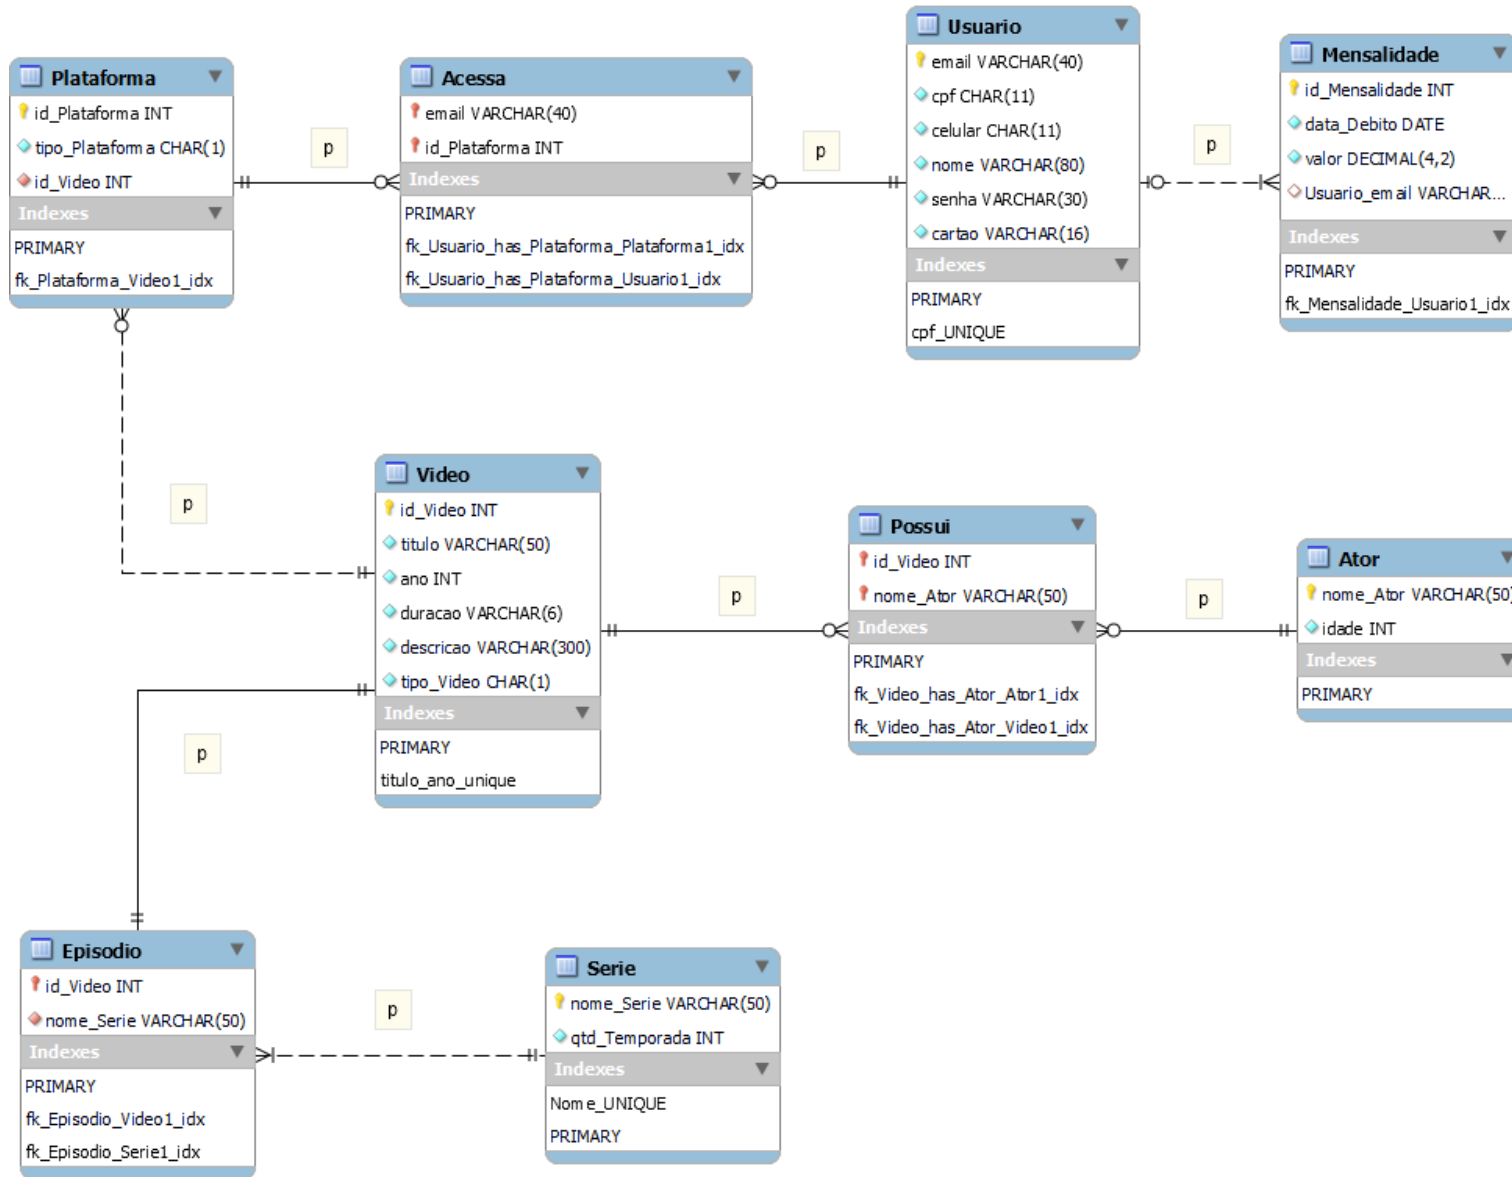 Plataforma
id_Plataforma INT
tipo_Plataforma CHAR(1)
id_Video INT
Indexes
PRIMARY
fk_Plataforma_Video1_idx
p
Acessa
email VARCHAR(40)
id_Plataforma INT
Indexes
PRIMARY
fk_Usuario_has_Plataforma_Plataforma1_idx
fk_Usuario_has_Plataforma_Usuario1_idx
p
Usuario
email VARCHAR(40)
cpf CHAR(11)
celular CHAR(11)
nome VARCHAR(80)
senha VARCHAR(30)
cartao VARCHAR(16)
Indexes
PRIMARY
cpf_UNIQUE
p
Mensalidade
id_Mensalidade INT
data_Debito DATE
valor DECIMAL(4,2)
Usuario_email VARCHAR...
Indexes
PRIMARY
fk_Mensalidade_Usuario1_idx
p
Video
id_Video INT
titulo VARCHAR(50)
ano INT
duracao VARCHAR(6)
descricao VARCHAR(300)
tipo_Video CHAR(1)
Indexes
PRIMARY
titulo_ano_unique
p
Possui
id_Video INT
nome_Ator VARCHAR(50)
Indexes
PRIMARY
fk_Video_has_Ator_Ator1_idx
fk_Video_has_Ator_Video1_idx
p
Ator
nome_Ator VARCHAR(50)
idade INT
Indexes
PRIMARY
p
Episodio
id_Video INT
nome_Serie VARCHAR(50)
Indexes
PRIMARY
fk_Episodio_Video1_idx
fk_Episodio_Serie1_idx
p
Serie
nome_Serie VARCHAR(50)
qtd_Temporada INT
Indexes
Nome_UNIQUE
PRIMARY